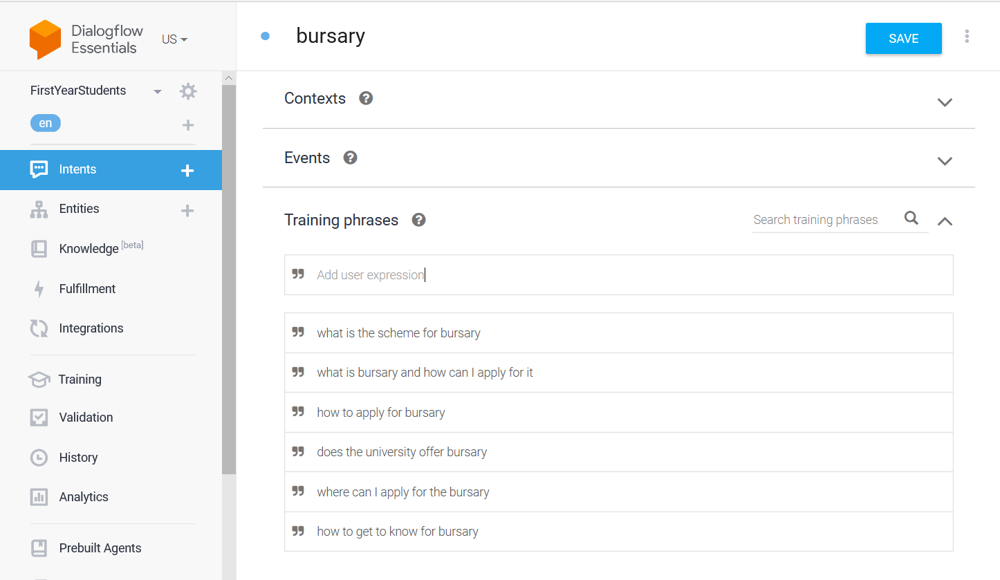 Dialogflow
Essentials
US
bursary
SAVE
FirstYearStudents
en
Intents
Entities
Knowledge [beta]
Fulfillment
Integrations
Training
Validation
History
Analytics
Prebuilt Agents
Contexts
Events
Training phrases
Search training phrases
Add user expression
what is the scheme for bursary
what is bursary and how can I apply for it
how to apply for bursary
does the university offer bursary
where can I apply for the bursary
how to get to know for bursary